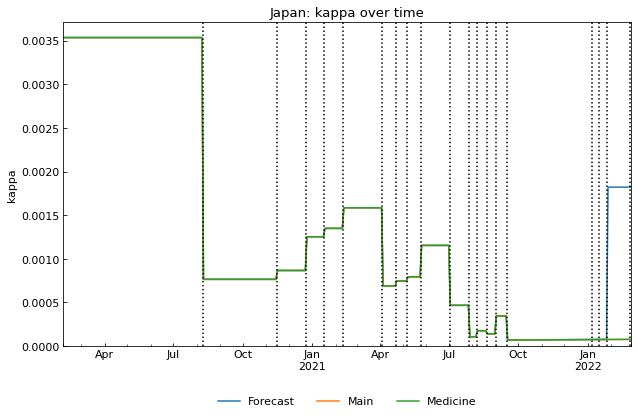 Japan: kappa over time
kappa
0.0035
0.0030
0.0025
0.0020
0.0015
0.0010
0.0005
0.0000
Apr Jul Oct Jan Apr Jul Oct Jan
2021 2022
Forecast Main Medicine